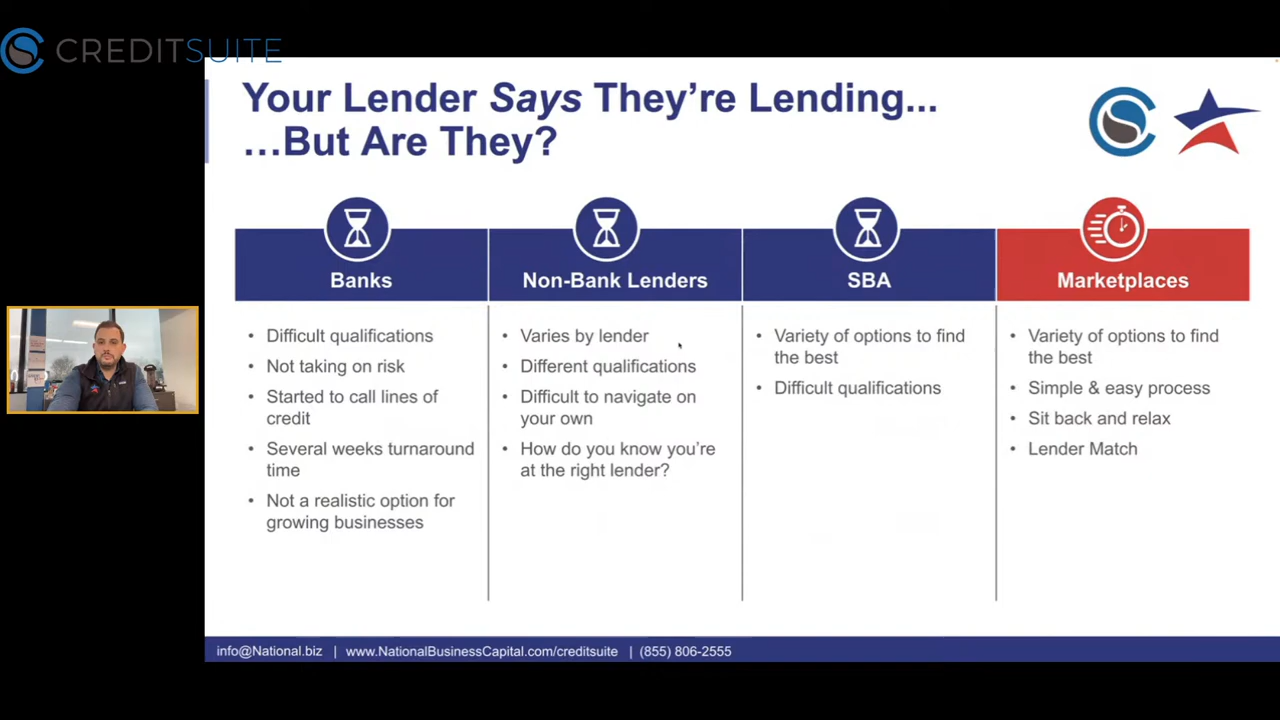 CREDITSUITE
Your Lender Says They're Lending...
...But Are They?
Banks
Non-Bank Lenders
SBA
Marketplaces
• Difficult qualifications
• Not taking on risk
• Started to call lines of
credit
• Several weeks turnaround
time
• Not a realistic option for
growing businesses
• Varies by lender
• Different qualifications
• Difficult to navigate on
your own
• How do you know you're
at the right lender?
• Variety of options to find
the best
• Difficult qualifications
• Variety of options to find
the best
• Simple & easy process
• Sit back and relax
• Lender Match
info@National.biz | www.NationalBusinessCapital.com/creditsuite | (855) 806-2555